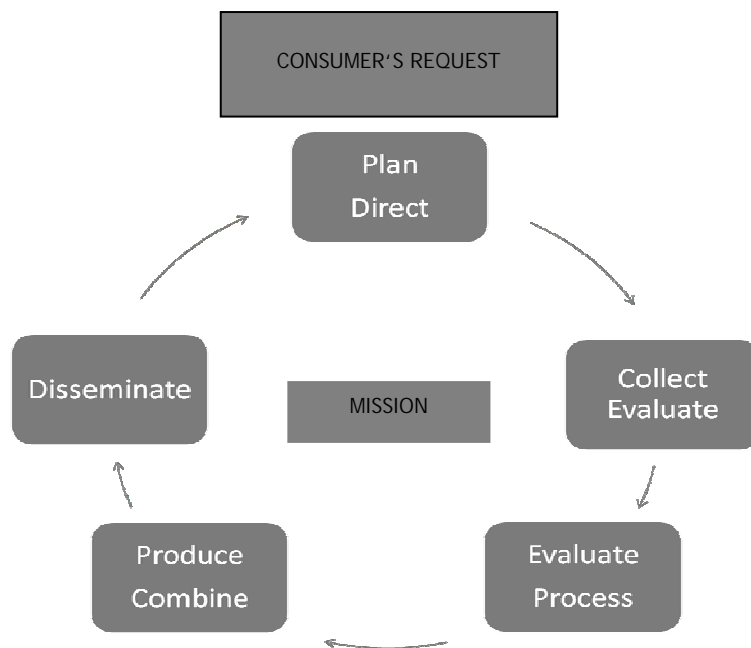 CONSUMER‘S REQUEST
Plan
Direct
Disseminate
MISSION
Collect
Evaluate
Produce
Combine
Evaluate
Process